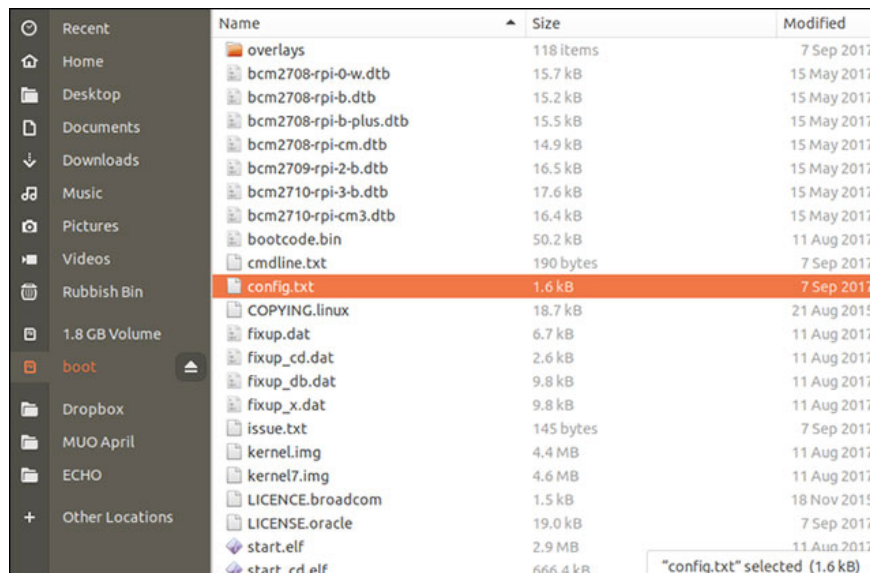 Recent
Home
Desktop
Documents
Downloads
Music
Pictures
Videos
Rubbish Bin
1.8 GB Volume
boot
Dropbox
MUO April
ECHO
Other Locations
Name Size Modified
overlays 118 items 7 Sep 2017
bcm2708-rpi-0-w.dtb 15.7 kB 15 May 2017
bcm2708-rpi-b.dtb 15.2 kB 15 May 2017
bcm2708-rpi-b-plus.dtb 15.5 kB 15 May 2017
bcm2708-rpi-cm.dtb 14.9 kB 15 May 2017
bcm2709-rpi-2-b.dtb 16.5 kB 15 May 2017
bcm2710-rpi-3-b.dtb 17.6 kB 15 May 2017
bcm2710-rpi-cm3.dtb 16.4 kB 15 May 2017
bootcode.bin 50.2 kB 11 Aug 2017
cmdline.txt 190 bytes 7 Sep 2017
config.txt 1.6 kB 7 Sep 2017
COPYING.linux 18.7 kB 21 Aug 2015
fixup.dat 6.7 kB 11 Aug 2017
fixup_cd.dat 2.6 kB 11 Aug 2017
fixup_db.dat 9.8 kB 11 Aug 2017
fixup_x.dat 9.8 kB 11 Aug 2017
issue.txt 145 bytes 7 Sep 2017
kernel.img 4.4 MB 11 Aug 2017
kernel7.img 4.6 MB 11 Aug 2017
LICENCE.broadcom 1.5 kB 18 Nov 2015
LICENSE.oracle 19.0 kB 7 Sep 2017
start.elf 2.9 MB 11 Aug 2017
start_cd.elf 666.4 kB
"config.txt" selected (1.6 kB)